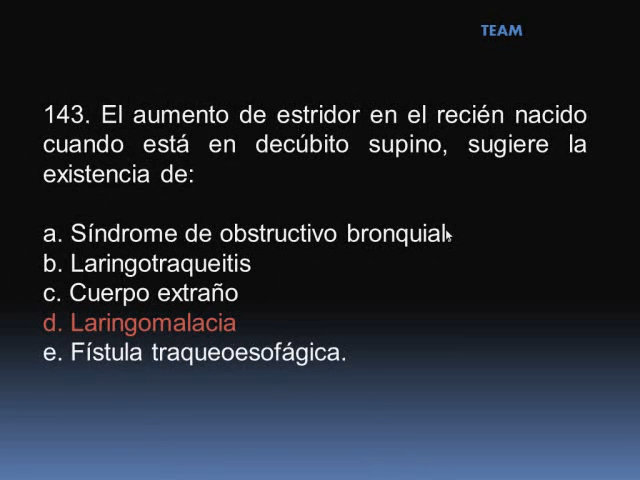 TEAM
143. El aumento de estridor en el recién nacido
cuando está en decúbito supino, sugiere la
existencia de:
a. Síndrome de obstructivo bronquial.
b. Laringotraqueitis
c. Cuerpo extraño
d. Laringomalacia
e. Fístula traqueoesofágica.